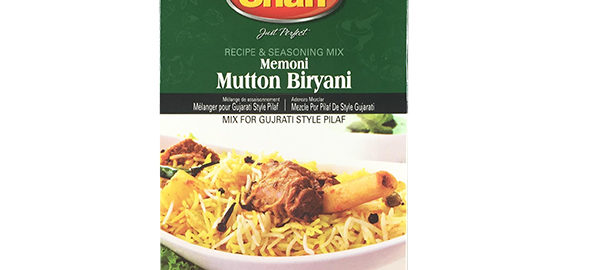 Shan
Just Perfect
RECIPE & SEASONING MIX
Memoni
Mutton Biryani
Mélange de assaisonnement
Mélanger pour Gujarati Style Pilaf
Aderezo Mezclar
Mezcle Por Pilaf De Style Gujarati
MIX FOR GUJRATI STYLE PILAF